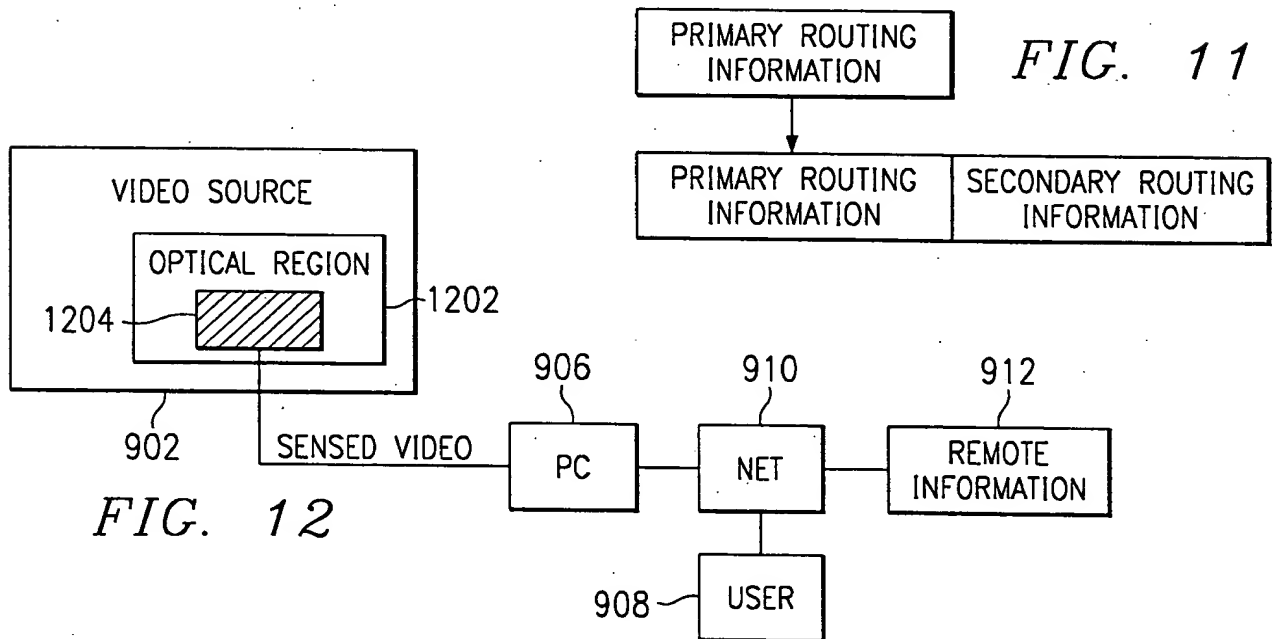 PRIMARY ROUTING
INFORMATION
FIG. 11
PRIMARY ROUTING
INFORMATION
SECONDARY ROUTING
INFORMATION
VIDEO SOURCE
OPTICAL REGION
1202
1204
902
SENSED VIDEO
906
PC
910
NET
912
REMOTE
INFORMATION
908
USER
FIG. 12